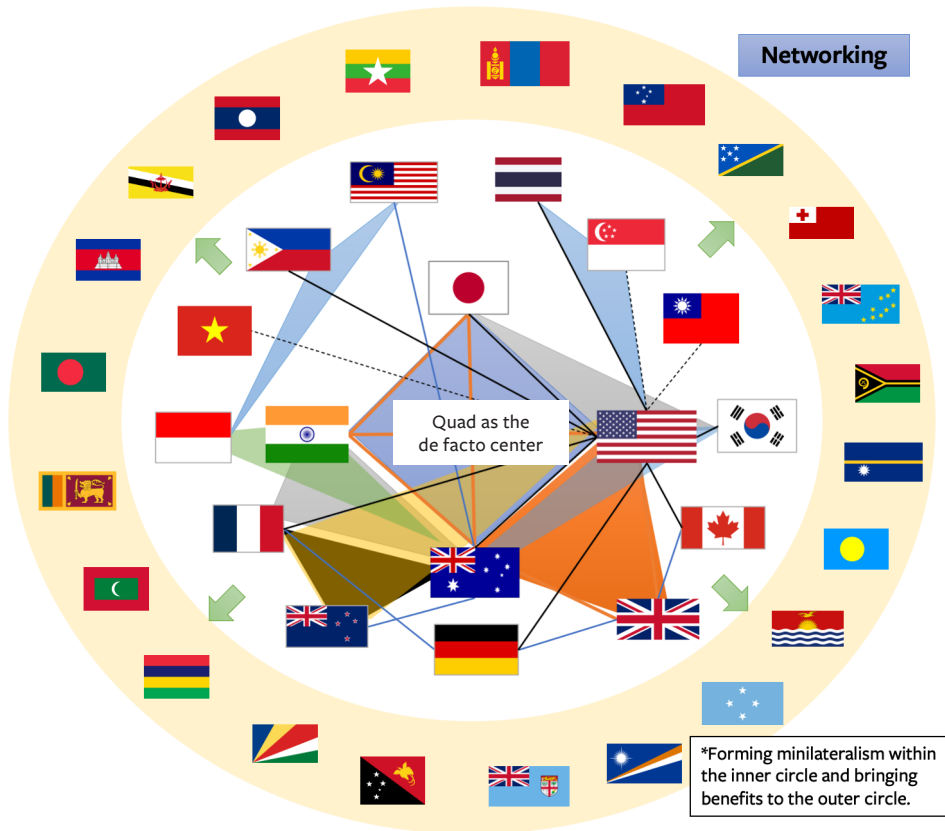 Networking
Quad as the
de facto center
*Forming minilateralism within
the inner circle and bringing
benefits to the outer circle.